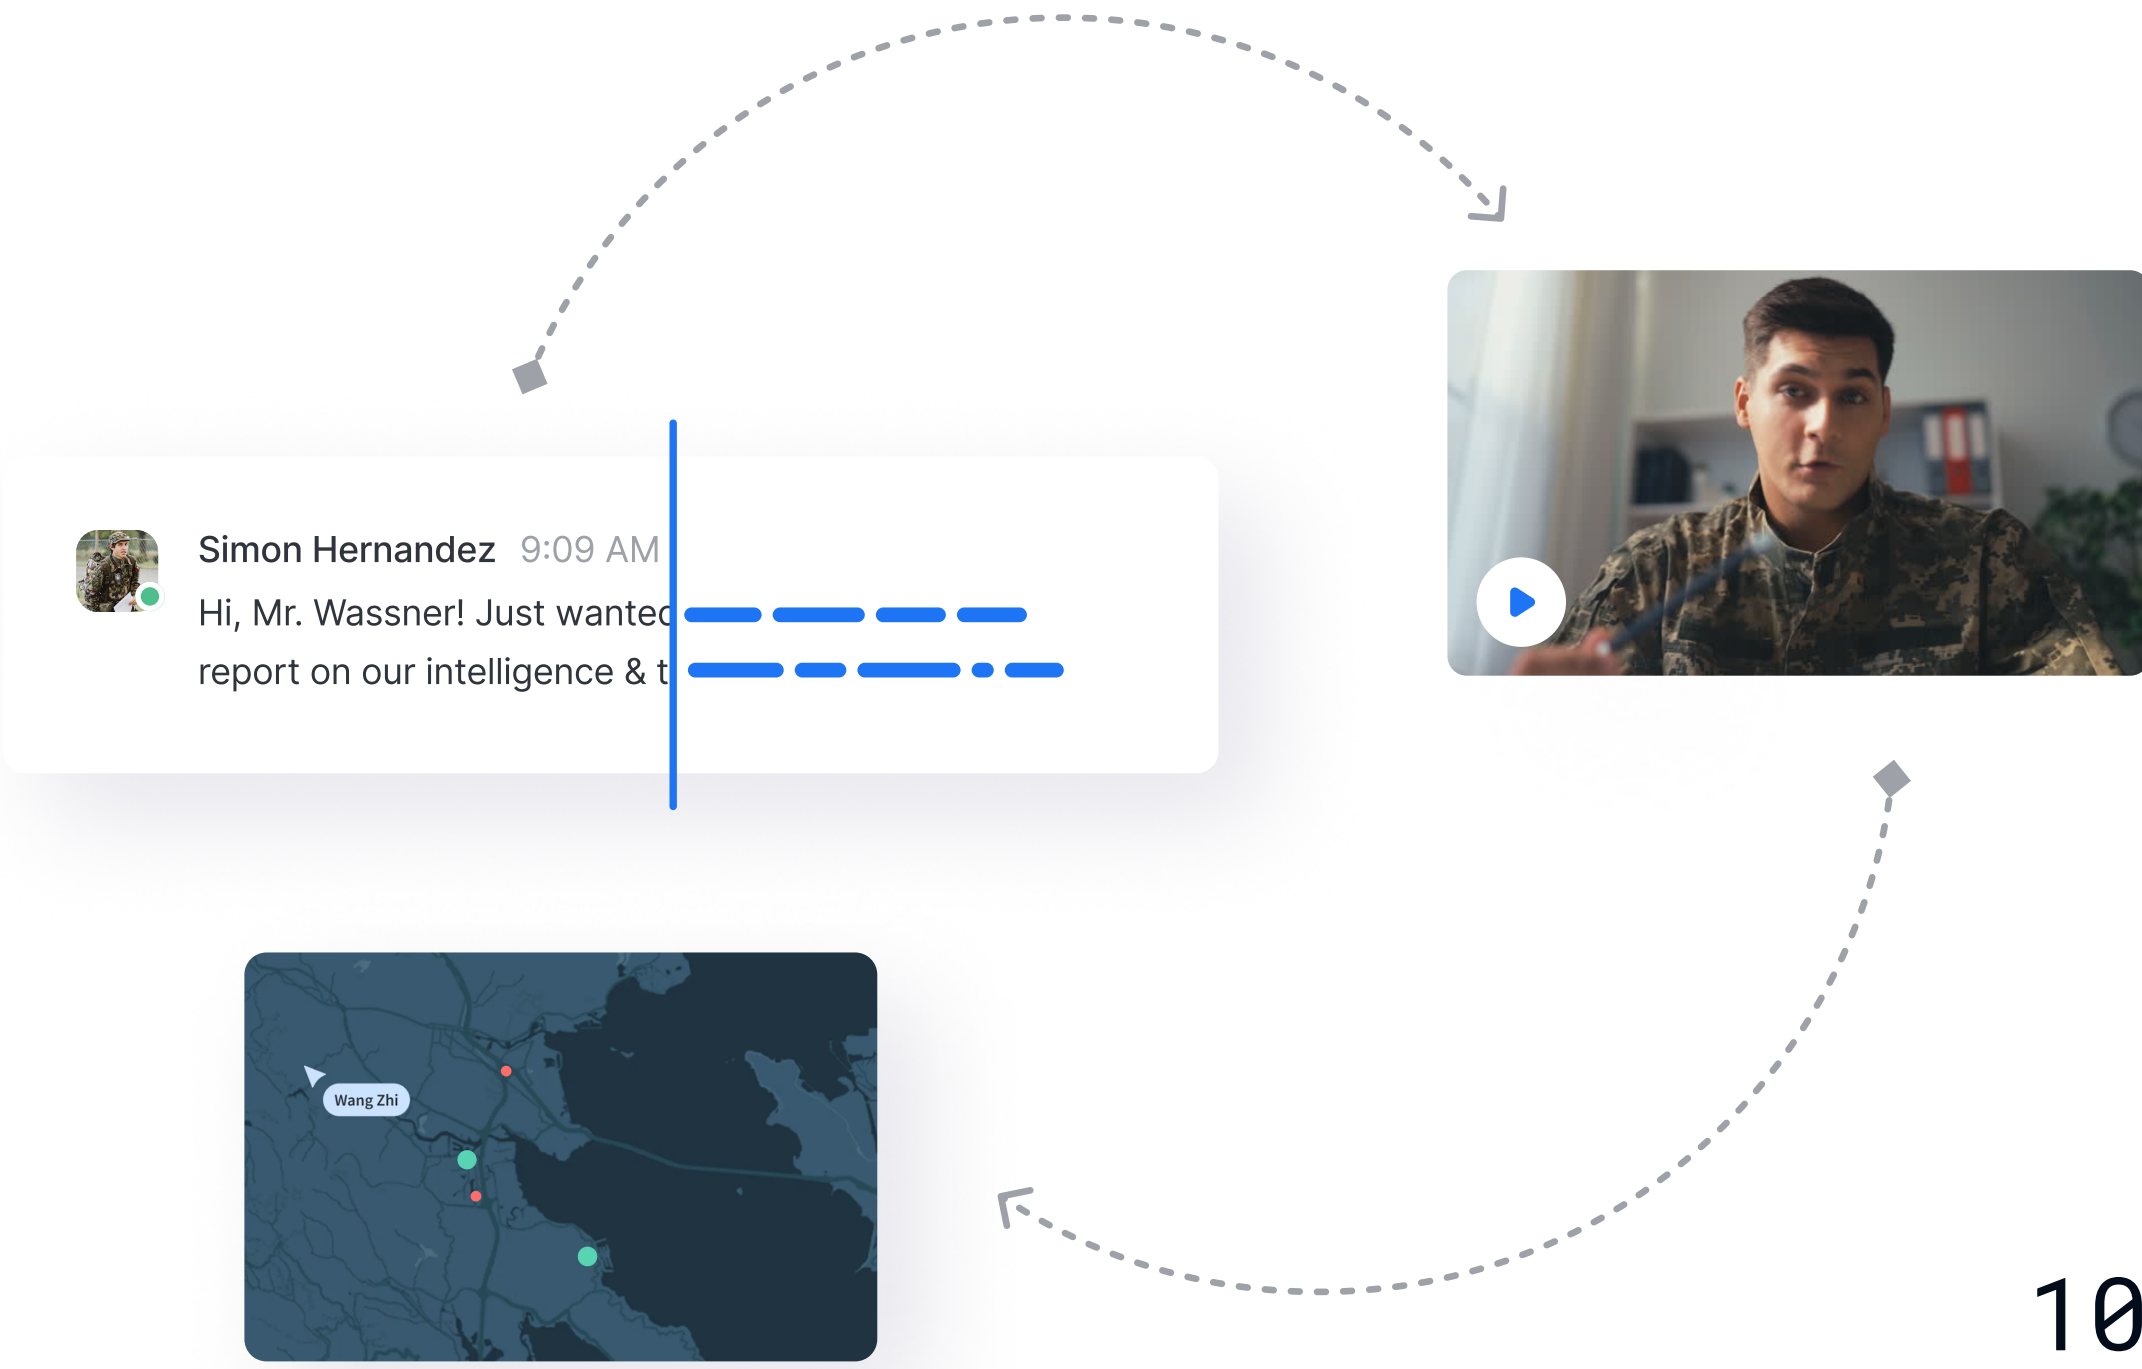 Simon Hernandez 9:09 AM
Hi, Mr. Wassner! Just wanted
report on our intelligence & t
Wang Zhi
10